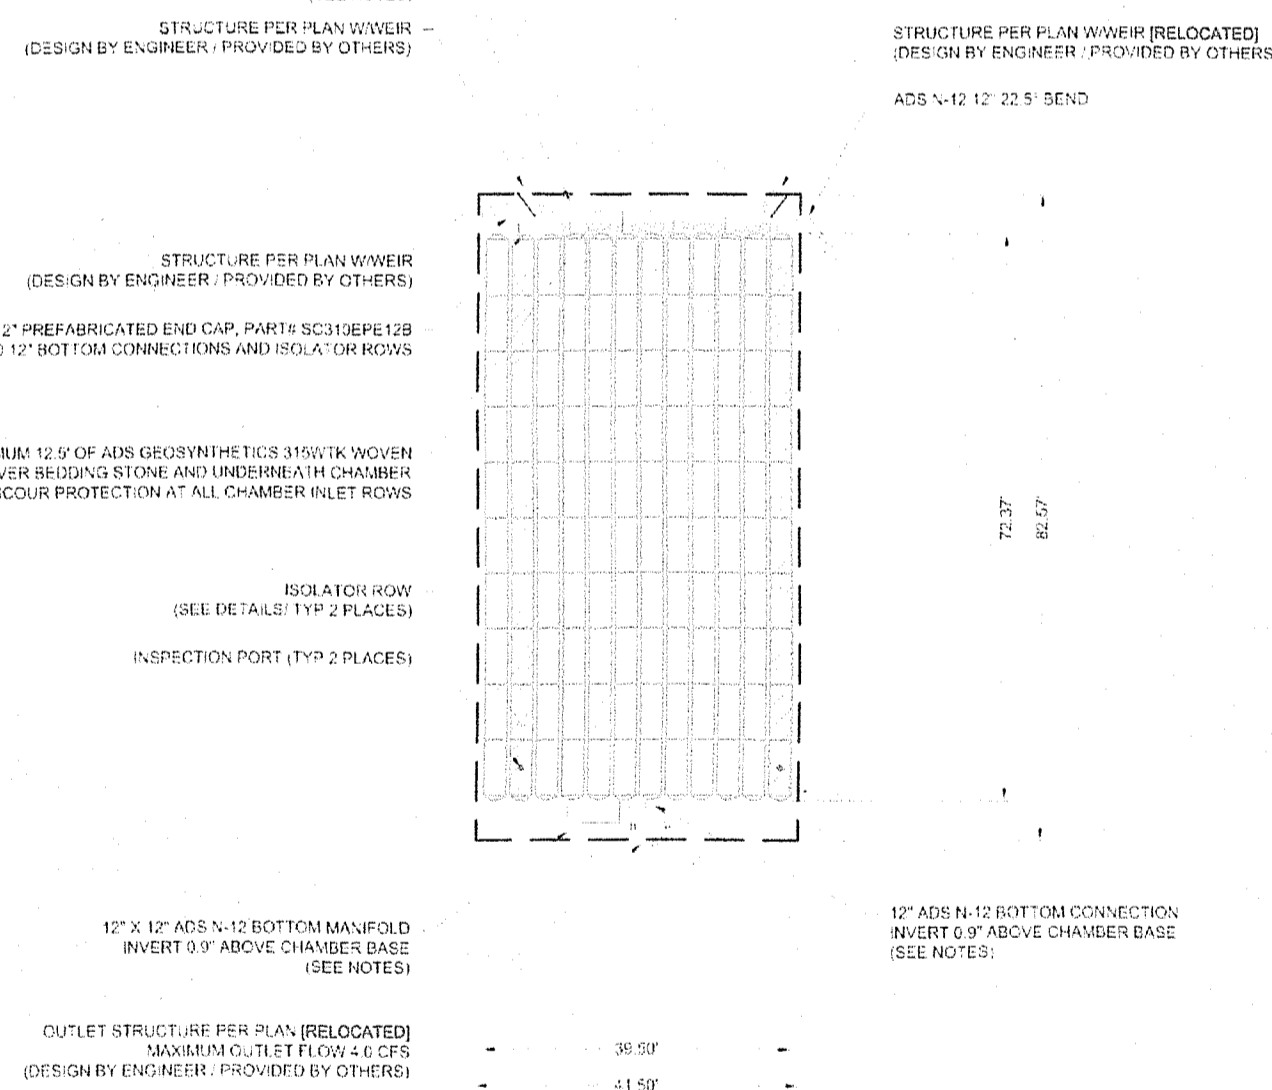 STRUCTURE PER PLAN W/WEIR
(DESIGN BY ENGINEER / PROVIDED BY OTHERS)
STRUCTURE PER PLAN W/WEIR [RELOCATED]
(DESIGN BY ENGINEER / PROVIDED BY OTHERS
ADS N-12 12" 22.5° BEND
STRUCTURE PER PLAN W/WEIR
(DESIGN BY ENGINEER / PROVIDED BY OTHERS)
2" PREFABRICATED END CAP, PART# SC310EPE12B
12" BOTTOM CONNECTIONS AND ISOLATOR ROWS
12.5' OF ADS GEOSYNTHETICS 315WTK WOVEN
BEDDING STONE AND UNDERNEATH CHAMBER
PROTECTION AT ALL CHAMBER INLET ROWS
72.37'
82.57'
ISOLATOR ROW
(SEE DETAILS/ TYP 2 PLACES)
INSPECTION PORT (TYP 2 PLACES)
12" X 12" ADS N-12 BOTTOM MANIFOLD
INVERT 0.9" ABOVE CHAMBER BASE
(SEE NOTES)
12" ADS N-12 BOTTOM CONNECTION
INVERT 0.9" ABOVE CHAMBER BASE
(SEE NOTES)
OUTLET STRUCTURE PER PLAN [RELOCATED]
MAXIMUM OUTLET FLOW 4.0 CFS
(DESIGN BY ENGINEER / PROVIDED BY OTHERS)
39.50'
41.50'